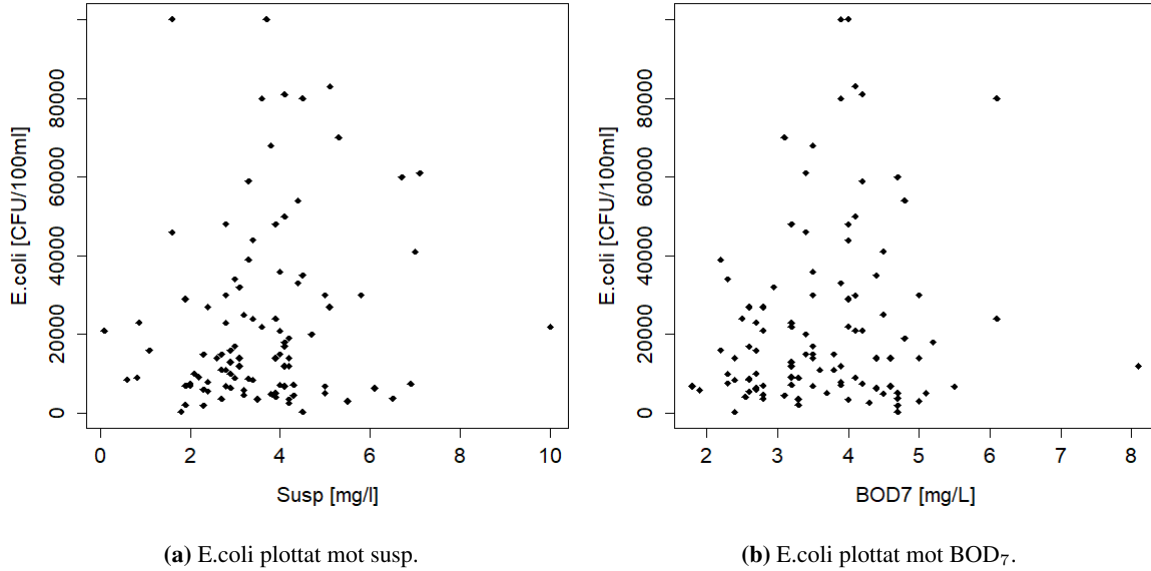 E.coli [CFU/100ml]
80000
60000
40000
20000
0
0 2 4 6 8 10
Susp [mg/l]
(a) E.coli plottat mot susp.
E.coli [CFU/100ml]
80000
60000
40000
20000
0
2 3 4 5 6 7 8
BOD7 [mg/L]
(b) E.coli plottat mot BOD₇.